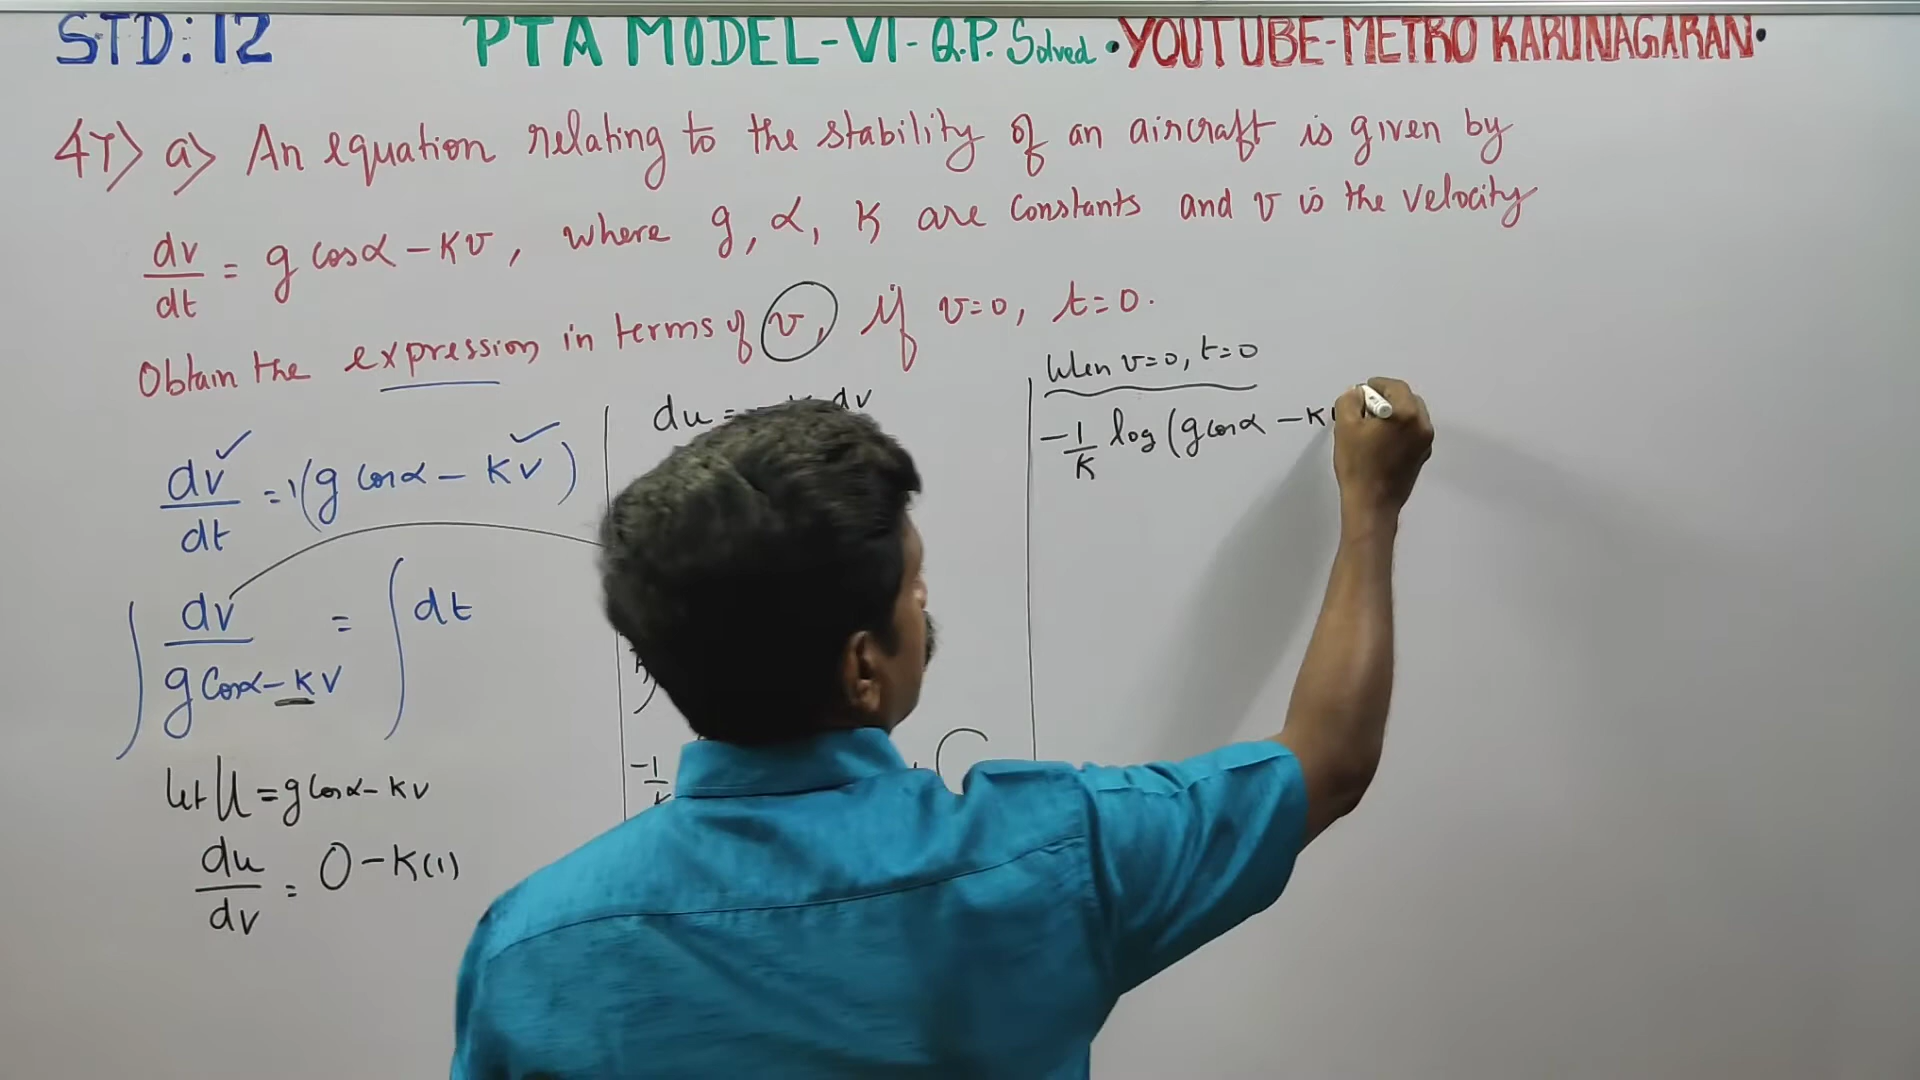 STD: 12 PTA MODEL-VI-Q.P. Solved • YOUTUBE-METRO KARUNAGARAN•
47) a) An equation relating to the stability of an aircraft is given by
dv/dt = g cosα - Kv, where g, α, K are constants and v is the velocity
Obtain the expression in terms of v, if v=0, t=0.
dv/dt = 1(g cosα - Kv)
∫ dv/(g cosα - Kv) = ∫ dt
let U = g cosα - Kv
du/dv = 0 - K(1)
du =
dv
-1/K
+ C
When v=0, t=0
-1/K log (g cosα - K